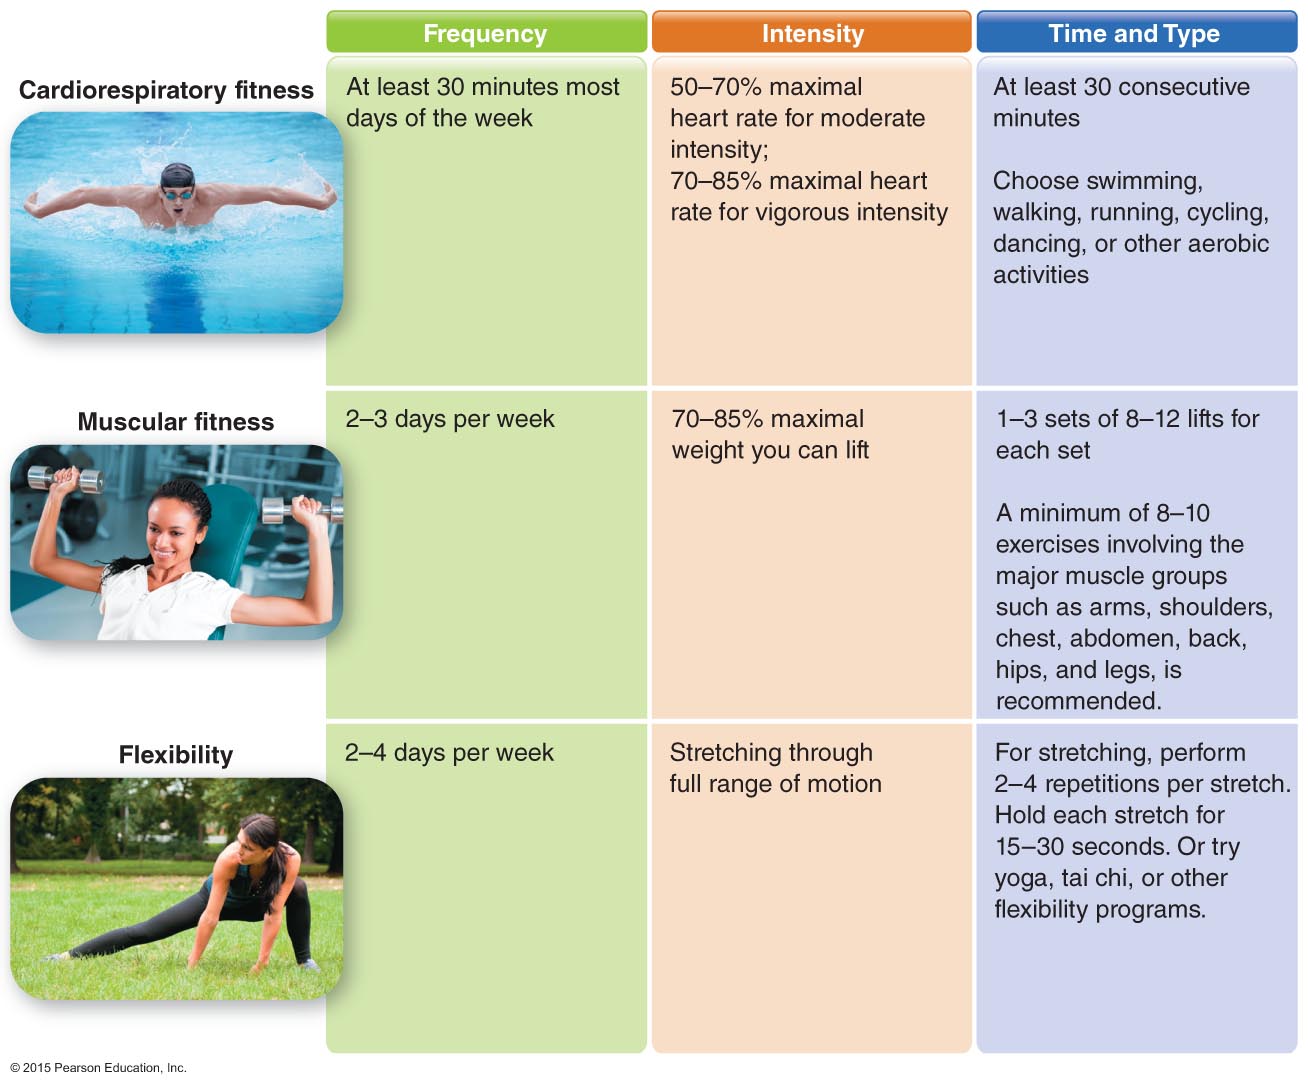 Frequency
Intensity
Time and Type
Cardiorespiratory fitness
At least 30 minutes most
days of the week
50–70% maximal
heart rate for moderate
intensity;
70–85% maximal heart
rate for vigorous intensity
At least 30 consecutive
minutes
Choose swimming,
walking, running, cycling,
dancing, or other aerobic
activities
Muscular fitness
2–3 days per week
70–85% maximal
weight you can lift
1–3 sets of 8–12 lifts for
each set
A minimum of 8–10
exercises involving the
major muscle groups
such as arms, shoulders,
chest, abdomen, back,
hips, and legs, is
recommended.
Flexibility
2–4 days per week
Stretching through
full range of motion
For stretching, perform
2–4 repetitions per stretch.
Hold each stretch for
15–30 seconds. Or try
yoga, tai chi, or other
flexibility programs.
© 2015 Pearson Education, Inc.